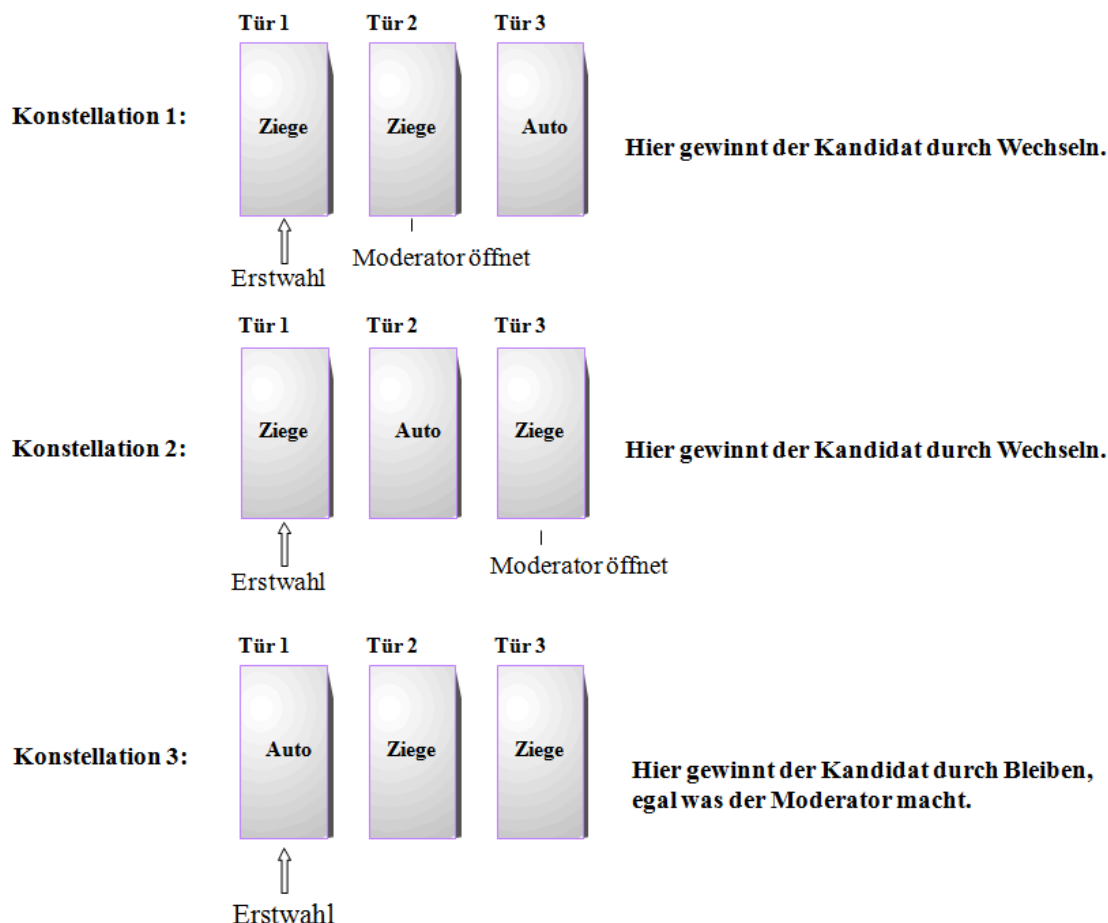 Tür 1 Tür 2 Tür 3
Konstellation 1:
Ziege Ziege Auto
Hier gewinnt der Kandidat durch Wechseln.
Moderator öffnet
Erstwahl
Tür 1 Tür 2 Tür 3
Konstellation 2:
Ziege Auto Ziege
Hier gewinnt der Kandidat durch Wechseln.
Moderator öffnet
Erstwahl
Tür 1 Tür 2 Tür 3
Konstellation 3:
Auto Ziege Ziege
Hier gewinnt der Kandidat durch Bleiben,
egal was der Moderator macht.
Erstwahl